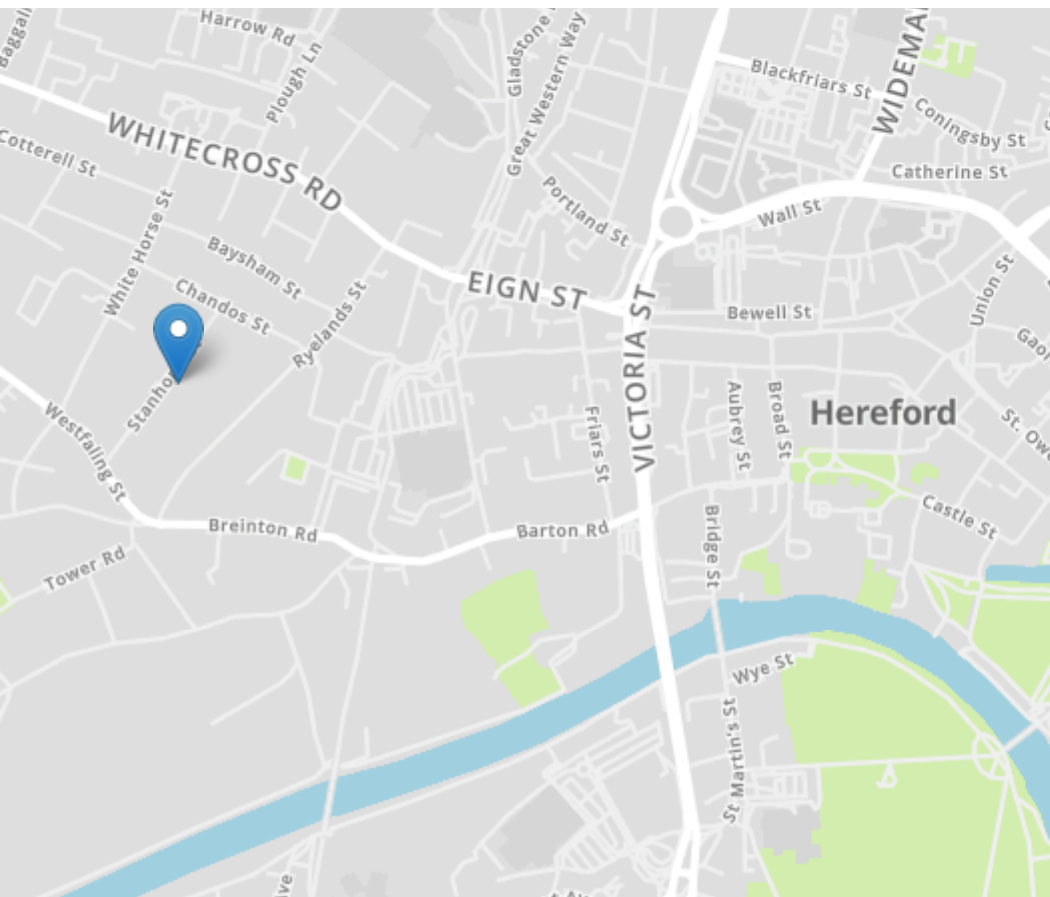 Harrow Rd
Plough Ln
Gladstone
Great Western Way
Blackfriars St
WIDEMA
Coningsby St
Catherine St
WHITECROSS RD
Cotterell St
White Horse St
Portland St
Wall St
Baysham St
Chandos St
Ryelands St
EIGN ST
Union St
Bewell St
VICTORIA ST
Friars St
Aubrey St
Broad St
Hereford
Westfaling St
Breinton Rd
Barton Rd
Bridge St
Castle St
Tower Rd
Wye St
St Martin's St